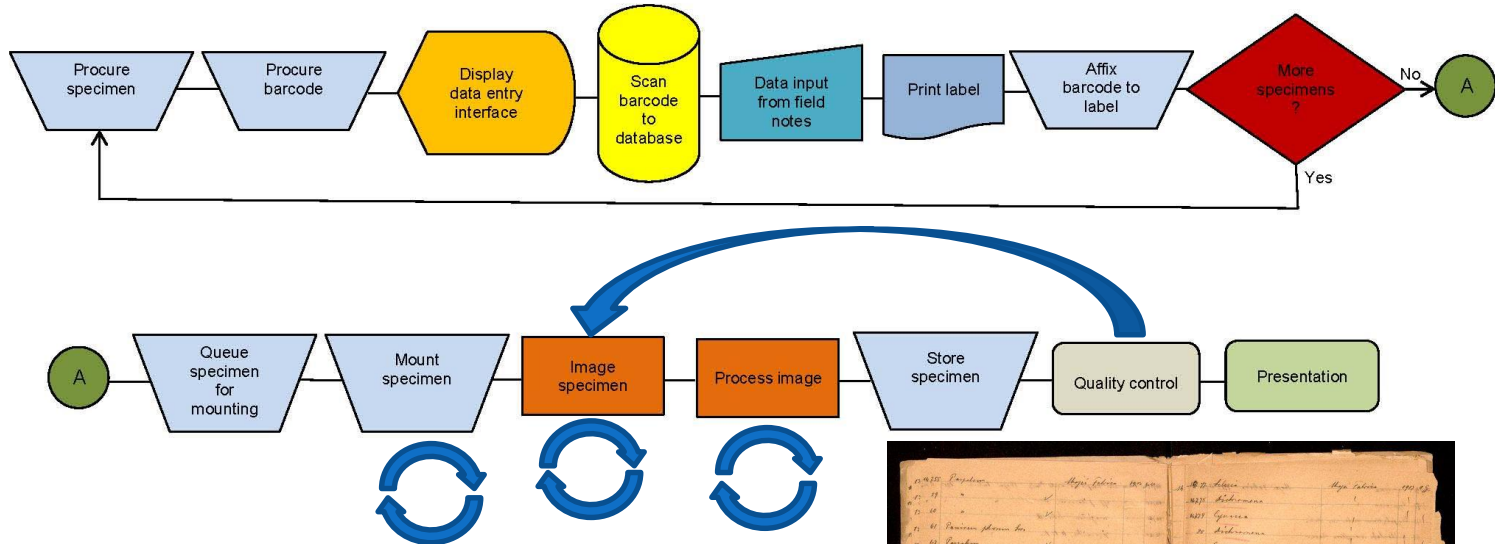 Procure
specimen
Procure
barcode
Display
data entry
interface
Scan
barcode
to
database
Data input
from field
notes
Print label
Affix
barcode to
label
More
specimens
?
No
A
Yes
A
Queue
specimen
for
mounting
Mount
specimen
Image
specimen
Process image
Store
specimen
Quality control
Presentation